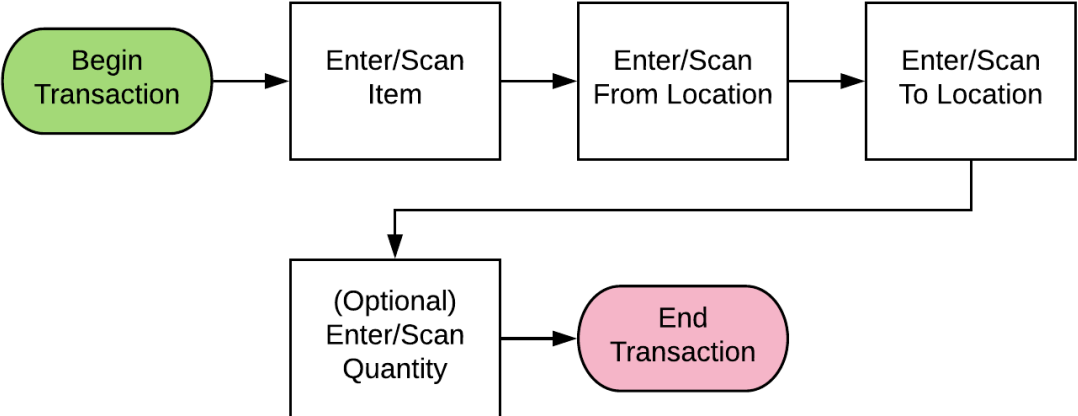 Begin
Transaction
Enter/Scan
Item
Enter/Scan
From Location
Enter/Scan
To Location
(Optional)
Enter/Scan
Quantity
End
Transaction